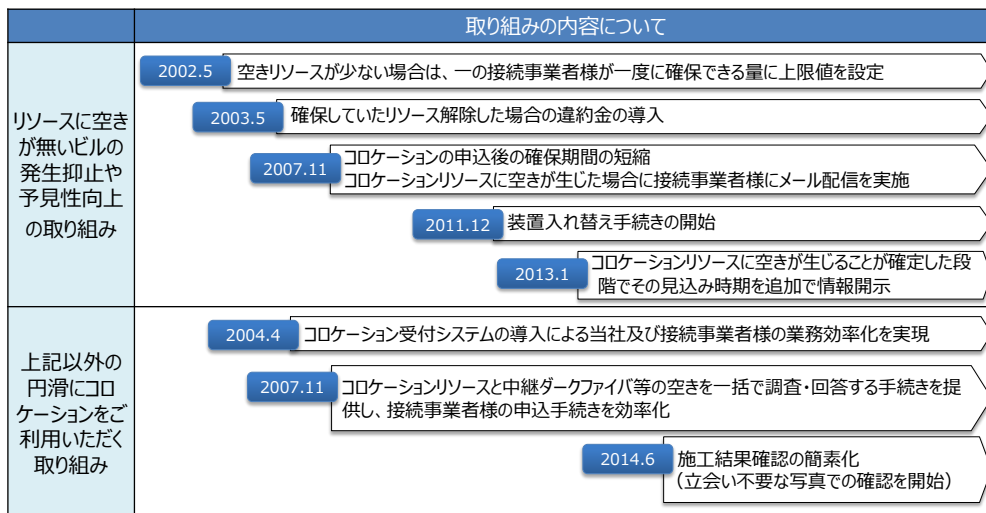 取り組みの内容について
リソースに空き
が無いビルの
発生抑止や
予見性向上
の取り組み
2002.5
空きリソースが少ない場合は、一の接続事業者様が一度に確保できる量に上限値を設定
2003.5
確保していたリソース解除した場合の違約金の導入
2007.11
コロケーションの申込後の確保期間の短縮
コロケーションリソースに空きが生じた場合に接続事業者様にメール配信を実施
2011.12
装置入れ替え手続きの開始
2013.1
コロケーションリソースに空きが生じることが確定した段
階でその見込み時期を追加で情報開示
上記以外の
円滑にコロ
ケーションをご
利用いただく
取り組み
2004.4
コロケーション受付システムの導入による当社及び接続事業者様の業務効率化を実現
2007.11
コロケーションリソースと中継ダークファイバ等の空きを一括で調査・回答する手続きを提
供し、接続事業者様の申込手続きを効率化
2014.6
施工結果確認の簡素化
（立会い不要な写真での確認を開始）